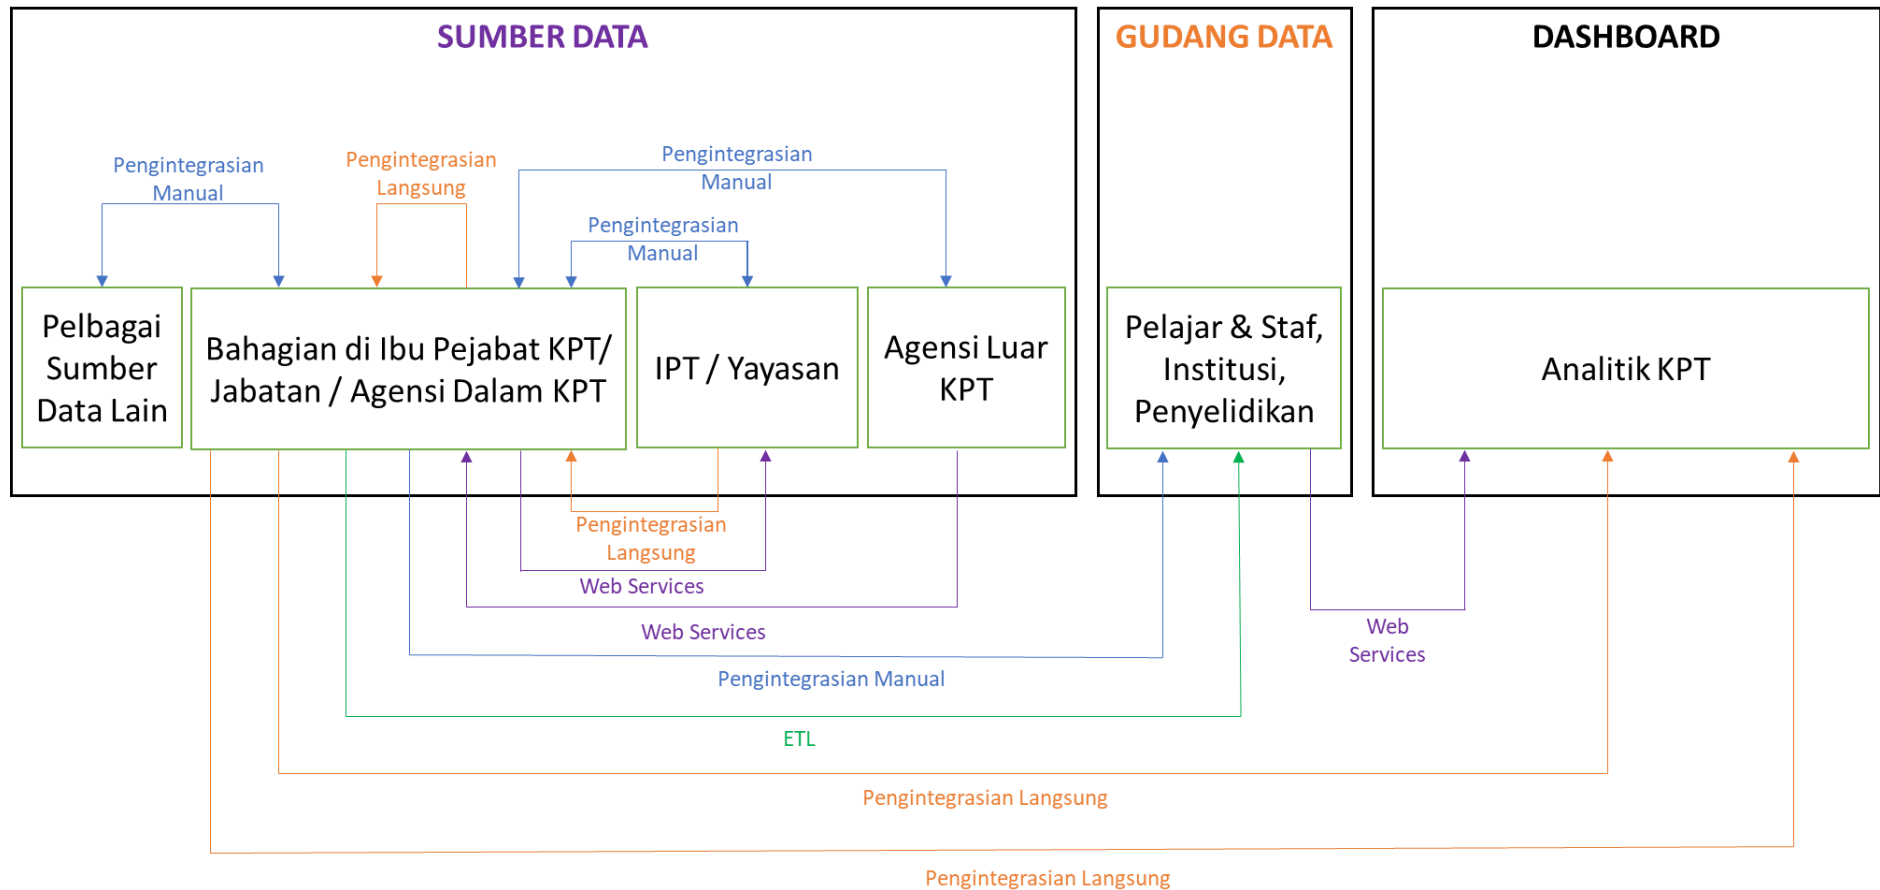 SUMBER DATA
GUDANG DATA
DASHBOARD
Pengintegrasian
Manual
Pengintegrasian
Langsung
Pengintegrasian
Manual
Pengintegrasian
Manual
Pelbagai
Sumber
Data Lain
Bahagian di Ibu Pejabat KPT/
Jabatan / Agensi Dalam KPT
IPT / Yayasan
Agensi Luar
KPT
Pelajar & Staf,
Institusi,
Penyelidikan
Analitik KPT
Pengintegrasian
Langsung
Web Services
Web Services
Web
Services
Pengintegrasian Manual
ETL
Pengintegrasian Langsung
Pengintegrasian Langsung